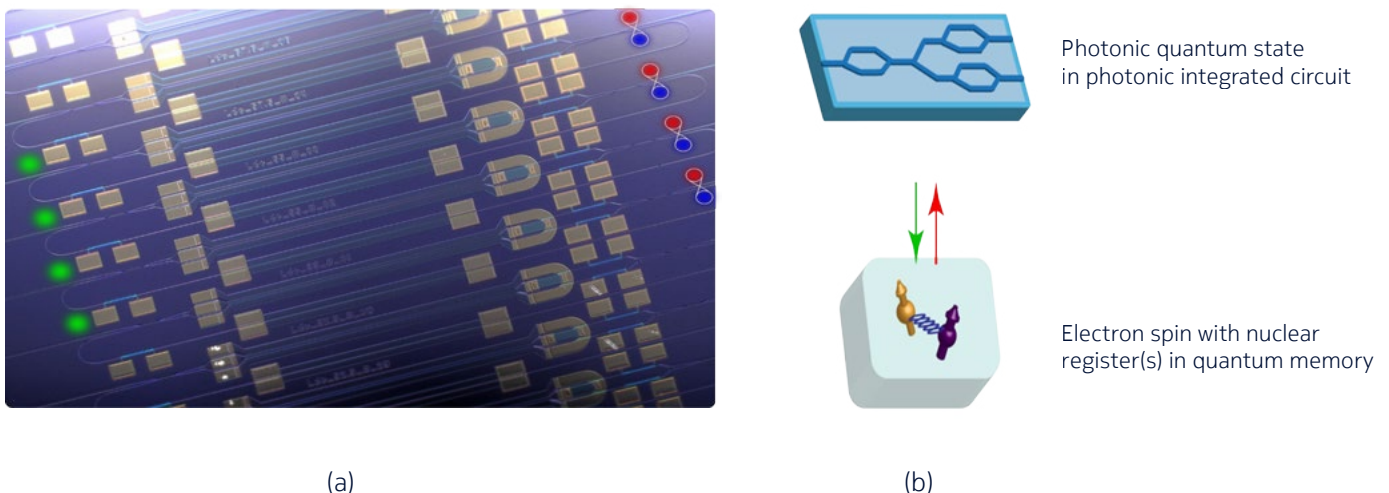 Photonic quantum state
in photonic integrated circuit
Electron spin with nuclear
register(s) in quantum memory
(a)
(b)